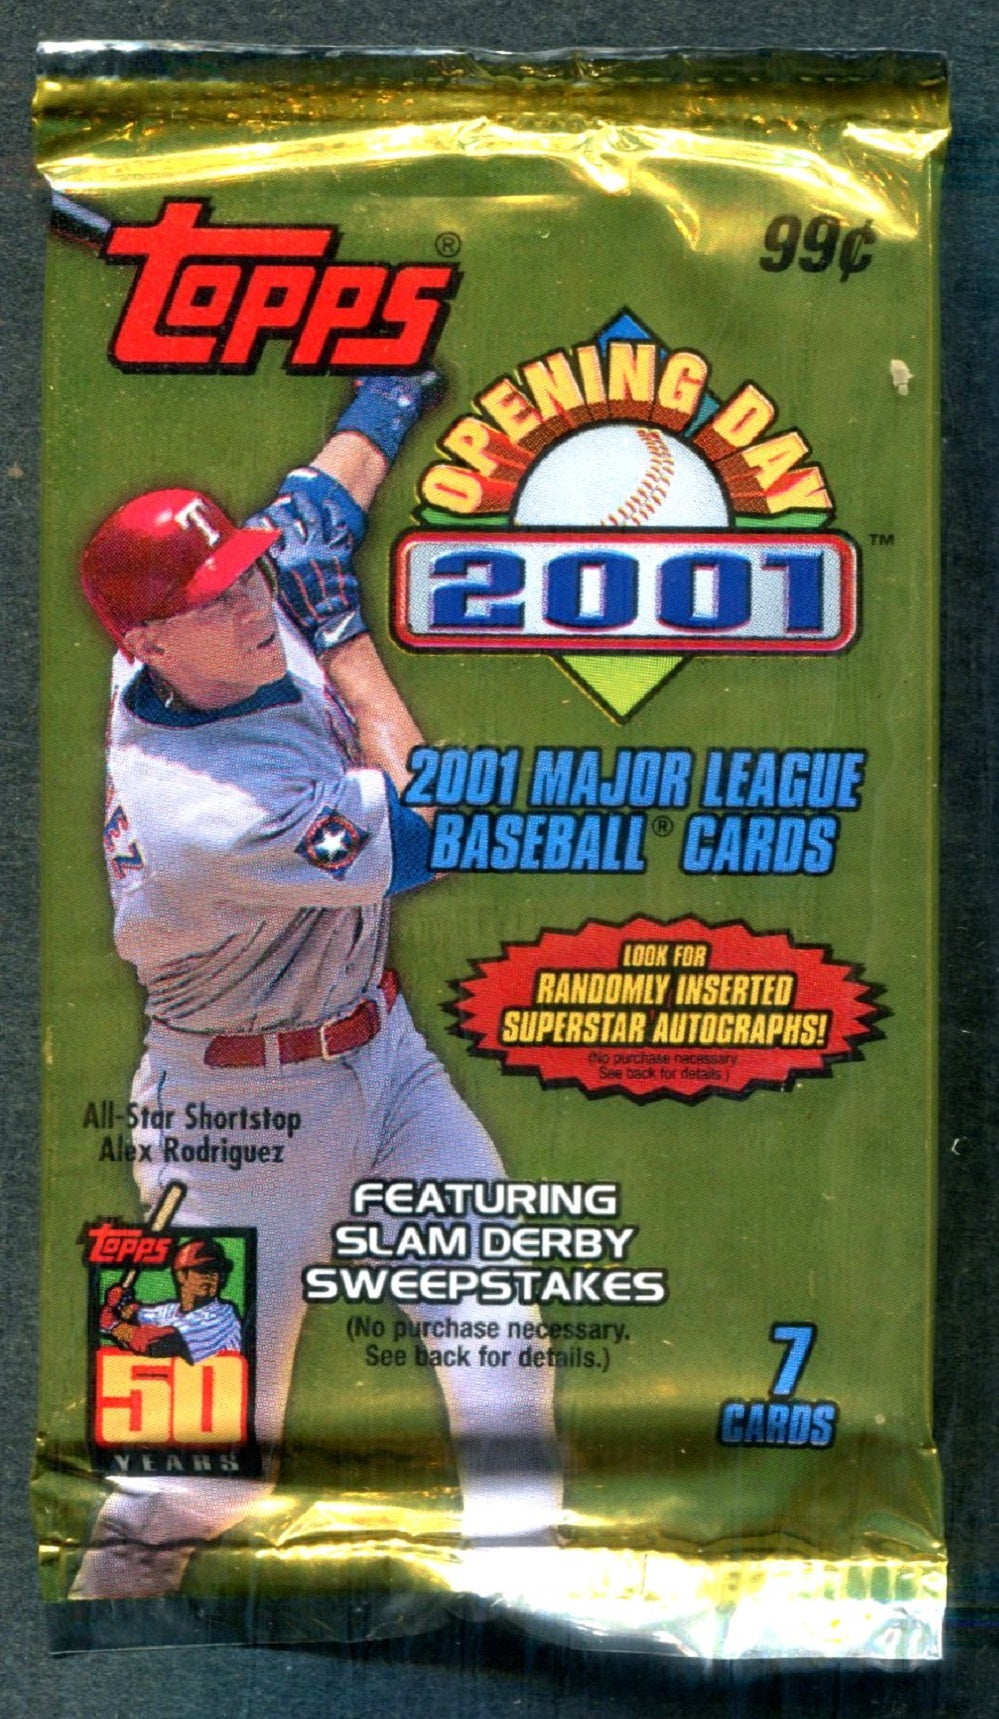 TOPPS®
99¢
OPENING DAY
2001™
T
EZ
2001 MAJOR LEAGUE
BASEBALL® CARDS
LOOK FOR
RANDOMLY INSERTED
SUPERSTAR AUTOGRAPHS!
(No purchase necessary
See back for details.)
All-Star Shortstop
Alex Rodriguez
FEATURING
SLAM DERBY
SWEEPSTAKES
(No purchase necessary.
See back for details.)
TOPPS
50
YEARS
7
CARDS